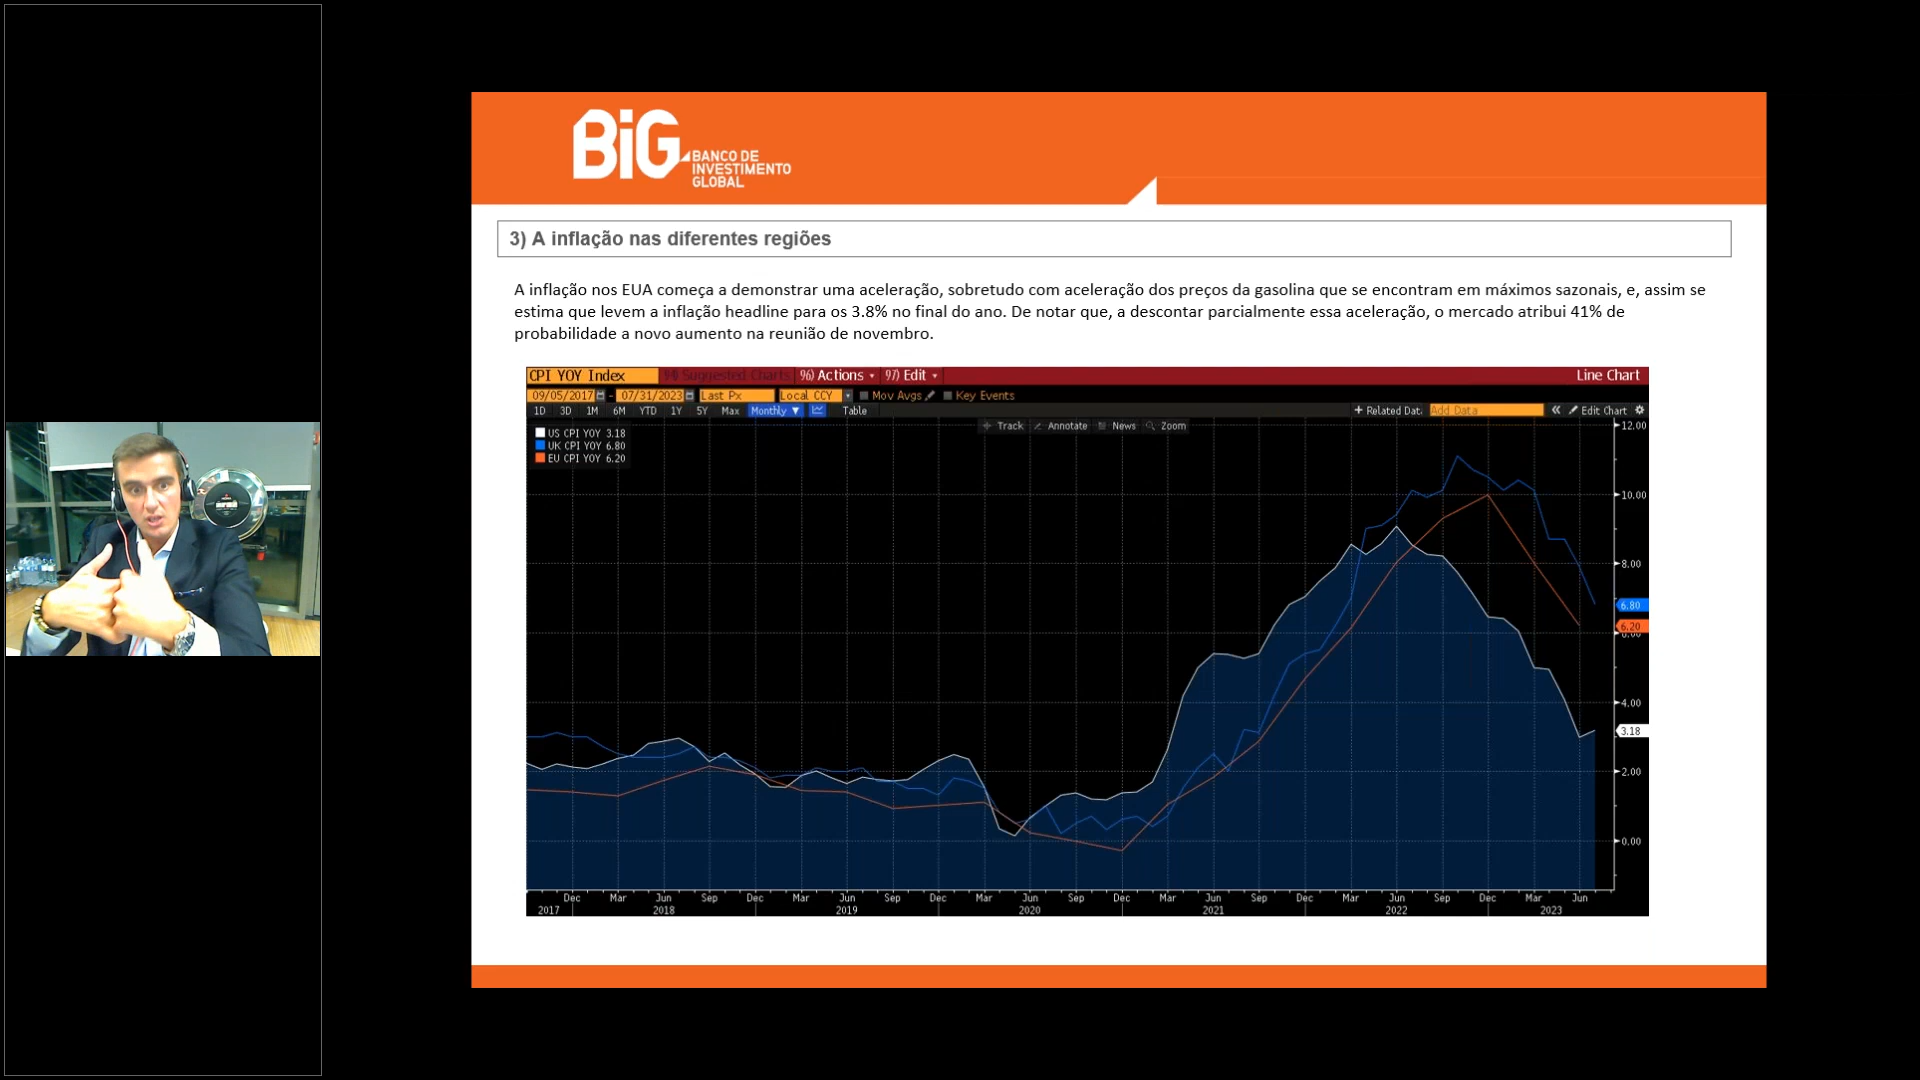 BiG
BANCO DE
INVESTIMENTO
GLOBAL
3) A inflação nas diferentes regiões
A inflação nos EUA começa a demonstrar uma aceleração, sobretudo com aceleração dos preços da gasolina que se encontram em máximos sazonais, e, assim se
estima que levem a inflação headline para os 3.8% no final do ano. De notar que, a descontar parcialmente essa aceleração, o mercado atribui 41% de
probabilidade a novo aumento na reunião de novembro.
CPI YOY Index Suggested Charts 96) Actions 97) Edit Line Chart
09/05/2017 - 07/31/2023 Last Px Local CCY Mov Avgs Key Events
1D 3D 1M 6M YTD 1Y 5Y Max Monthly ▼ Table + Related Dat. Add Data « Edit Chart
Track Annotate News Zoom
US CPI YOY 3.18
UK CPI YOY 6.80
EU CPI YOY 6.20
12.00
10.00
8.00
6.80
6.20
6.00
4.00
3.18
2.00
0.00
Dec Mar Jun Sep Dec Mar Jun Sep Dec Mar Jun Sep Dec Mar Jun Sep Dec Mar Jun Sep Dec Mar Jun
2017 2018 2019 2020 2021 2022 2023